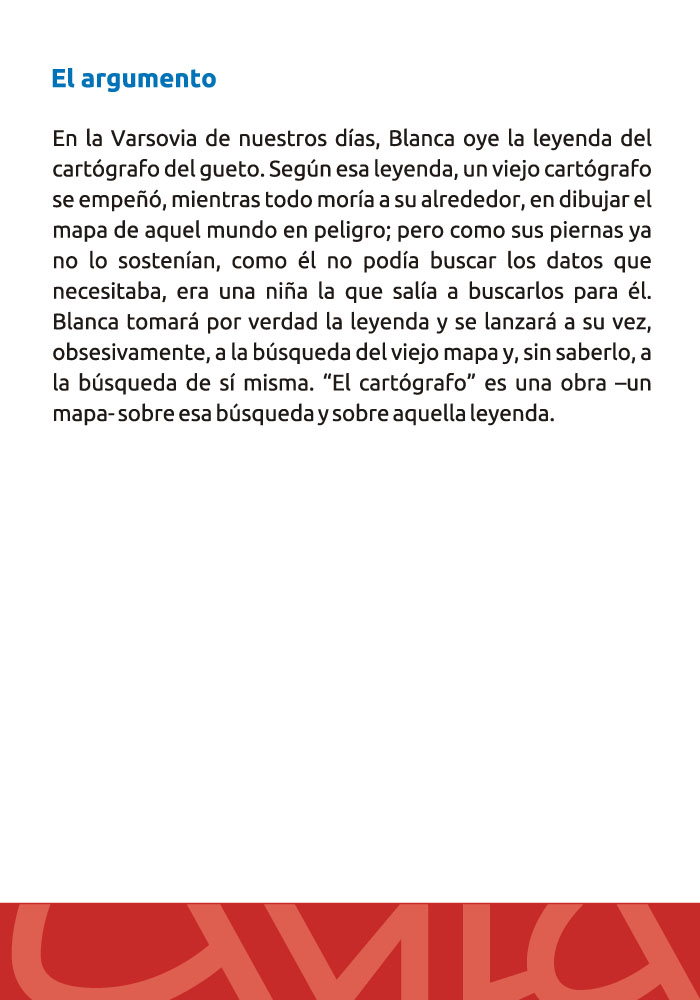 El argumento
En la Varsovia de nuestros días, Blanca oye la leyenda del
cartógrafo del gueto. Según esa leyenda, un viejo cartógrafo
se empeñó, mientras todo moría a su alrededor, en dibujar el
mapa de aquel mundo en peligro; pero como sus piernas ya
no lo sostenían, como él no podía buscar los datos que
necesitaba, era una niña la que salía a buscarlos para él.
Blanca tomará por verdad la leyenda y se lanzará a su vez,
obsesivamente, a la búsqueda del viejo mapa y, sin saberlo, a
la búsqueda de sí misma. “El cartógrafo” es una obra –un
mapa- sobre esa búsqueda y sobre aquella leyenda.